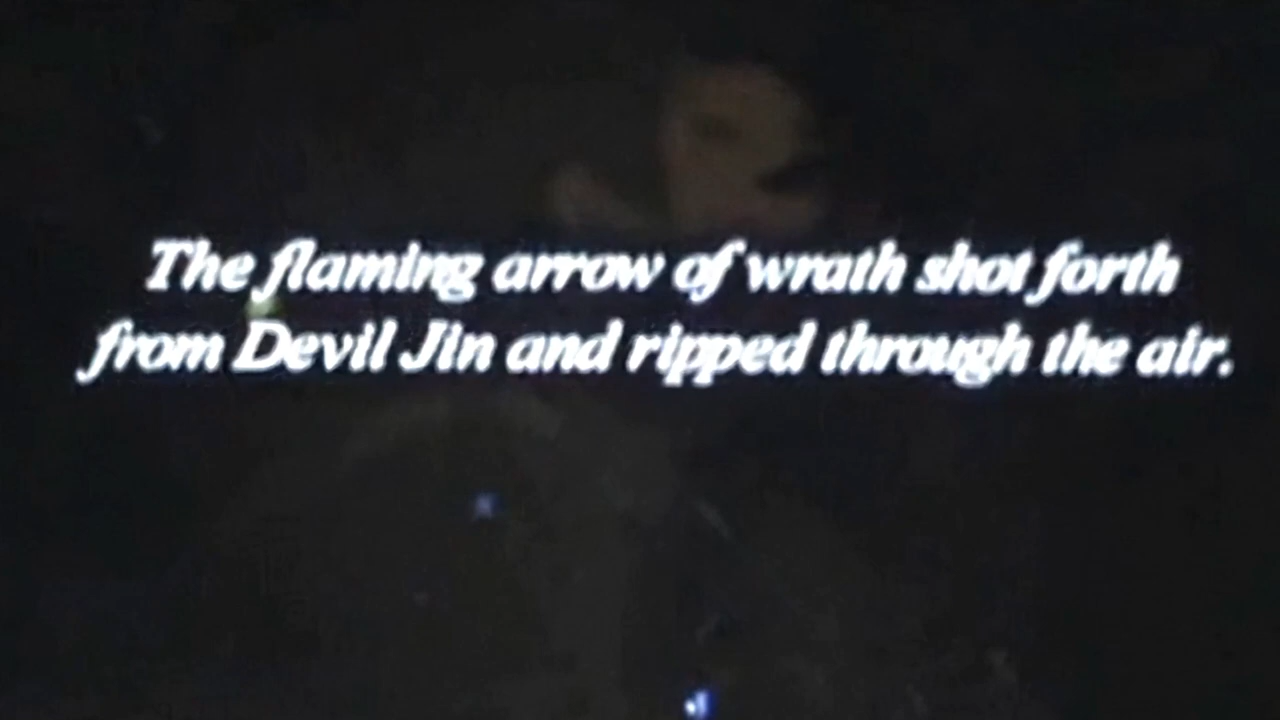 The flaming arrow of wrath shot forth
from Devil Jin and ripped through the air.